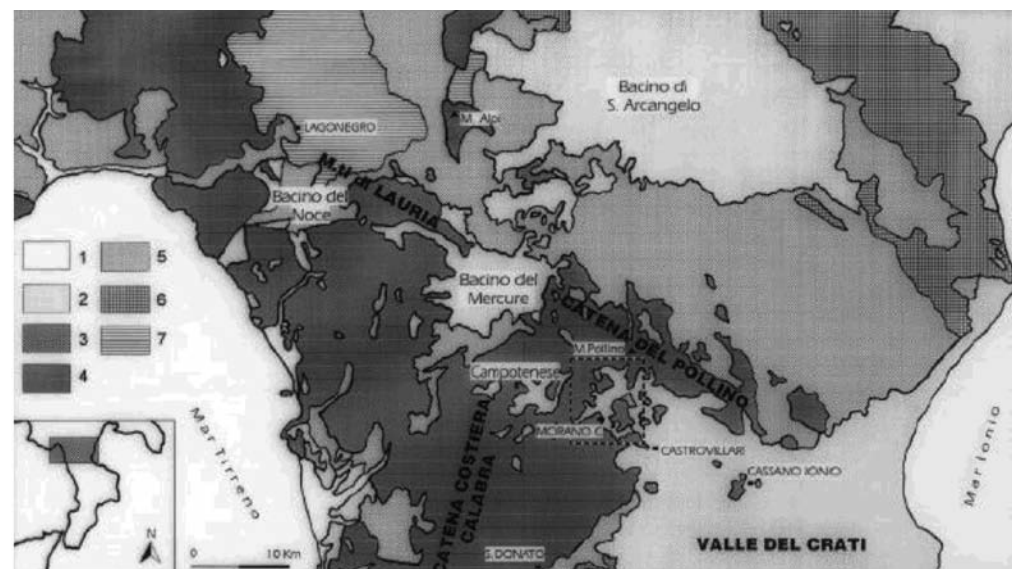 Bacino di
S. Arcangelo
M. Alpi
LAGONEGRO
M.ti di LAURIA
Bacino del
Noce
1
5
2
6
3
7
4
Bacino del
Mercure
CATENA DEL POLLINO
M.Pollino
Campotenese
MORANO C.
CASTROVILLARI
CASSANO IONIO
CATENA COSTIERA
CALABRA
Mar Tirreno
Mar Ionio
N
0
10 Km
S. DONATO
VALLE DEL CRATI